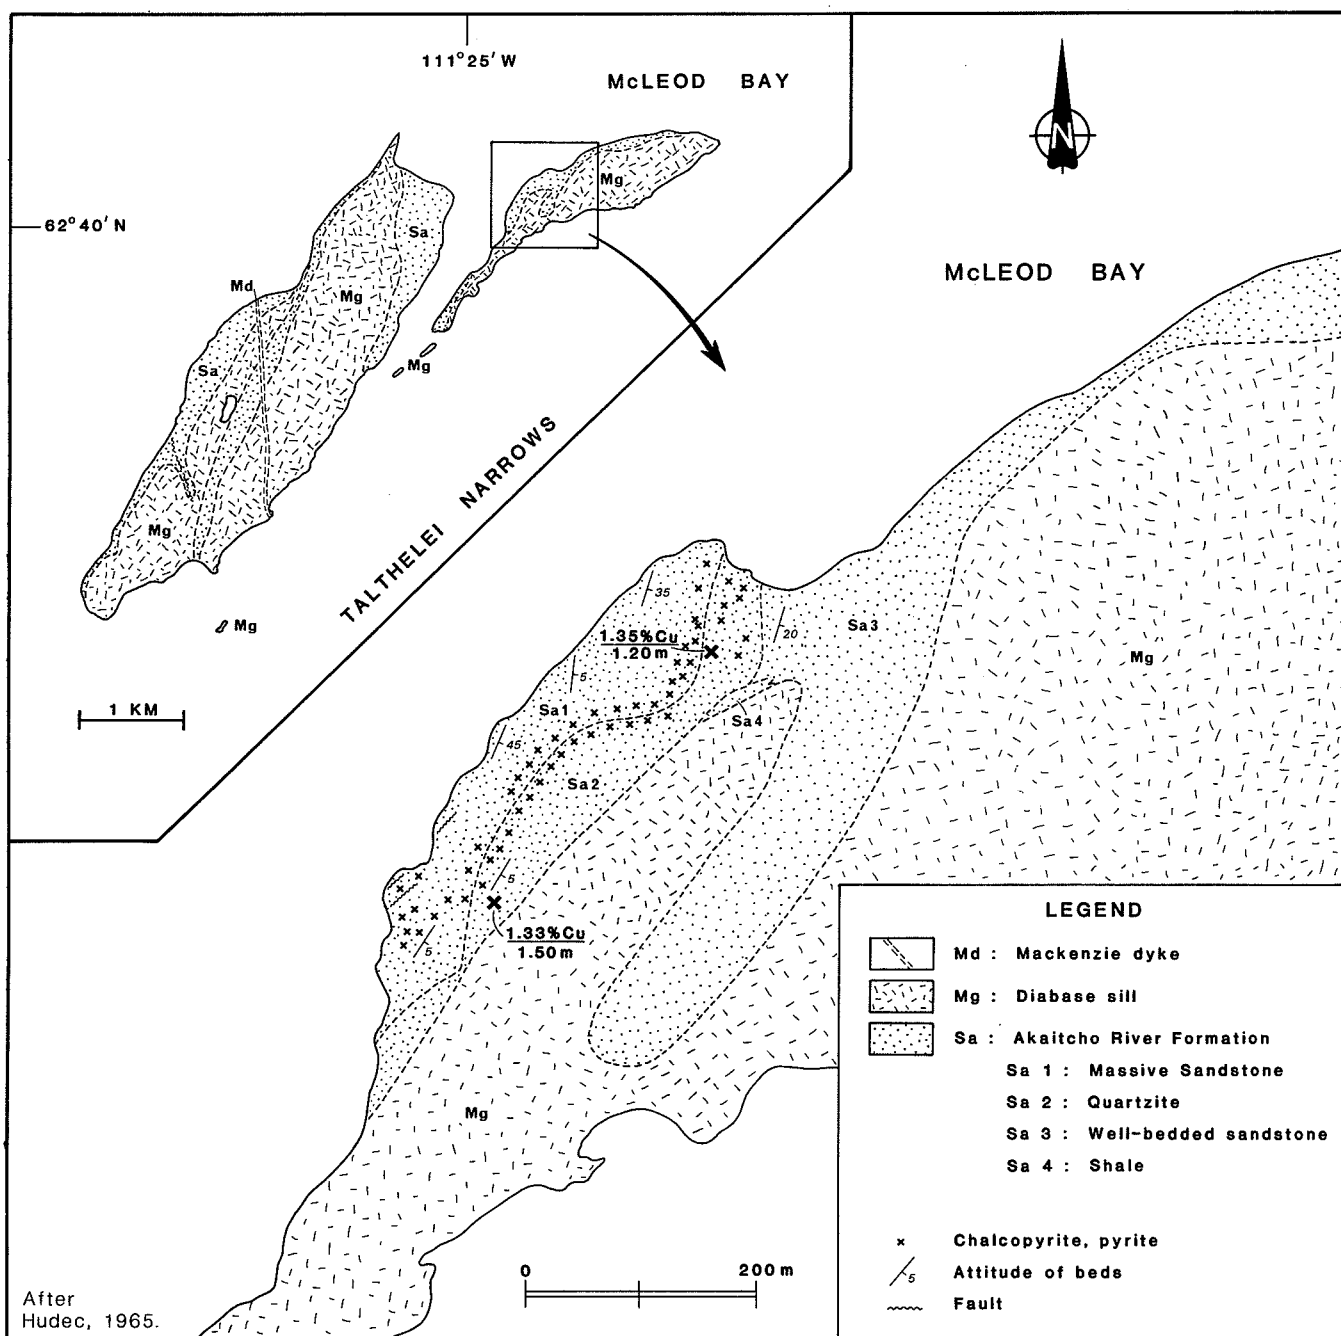 111°25'W
McLEOD BAY
N
62°40'N
Mg
Sa
Md
Mg
Sa
Mg
Mg
Mg
TALTHELEI NARROWS
1 KM
McLEOD BAY
35
1.35%Cu
1.20m
20
Sa3
Mg
5
Sa1
Sa4
45
Sa2
5
1.33%Cu
1.50m
5
Mg
LEGEND
Md : Mackenzie dyke
Mg : Diabase sill
Sa : Akaitcho River Formation
Sa 1 : Massive Sandstone
Sa 2 : Quartzite
Sa 3 : Well-bedded sandstone
Sa 4 : Shale
x Chalcopyrite, pyrite
5 Attitude of beds
Fault
0 200m
After
Hudec, 1965.